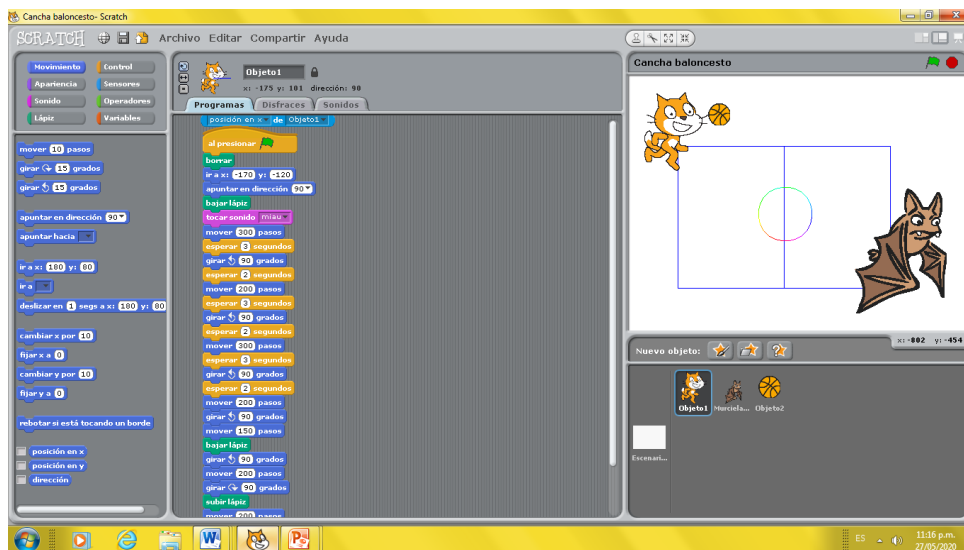 Cancha baloncesto- Scratch
SCRATCH Archivo Editar Compartir Ayuda
Movimiento Control
Apariencia Sensores
Sonido Operadores
Lápiz Variables
mover 10 pasos
girar 15 grados
girar 15 grados
apuntar en dirección 90
apuntar hacia
ir a x: 180 y: 80
ir a
deslizar en 1 segs a x: 180 y: 80
cambiar x por 10
fijar x a 0
cambiar y por 10
fijar y a 0
rebotar si está tocando un borde
posición en x
posición en y
dirección
Objeto1
x: -175 y: 101 dirección: 90
Programas Disfraces Sonidos
posición en x de Objeto1
al presionar
borrar
ir a x: -170 y: -120
apuntar en dirección 90
bajar lápiz
tocar sonido miau
mover 300 pasos
esperar 3 segundos
girar 90 grados
esperar 2 segundos
mover 200 pasos
esperar 3 segundos
girar 90 grados
esperar 2 segundos
mover 300 pasos
esperar 3 segundos
girar 90 grados
esperar 2 segundos
mover 200 pasos
girar 90 grados
mover 150 pasos
bajar lápiz
girar 90 grados
mover 200 pasos
girar 90 grados
subir lápiz
mover 200 pasos
Cancha baloncesto
x: -802 y: -454
Nuevo objeto:
Objeto1 Murciela... Objeto2
Escenari...
ES 11:16 p.m.
27/05/2020